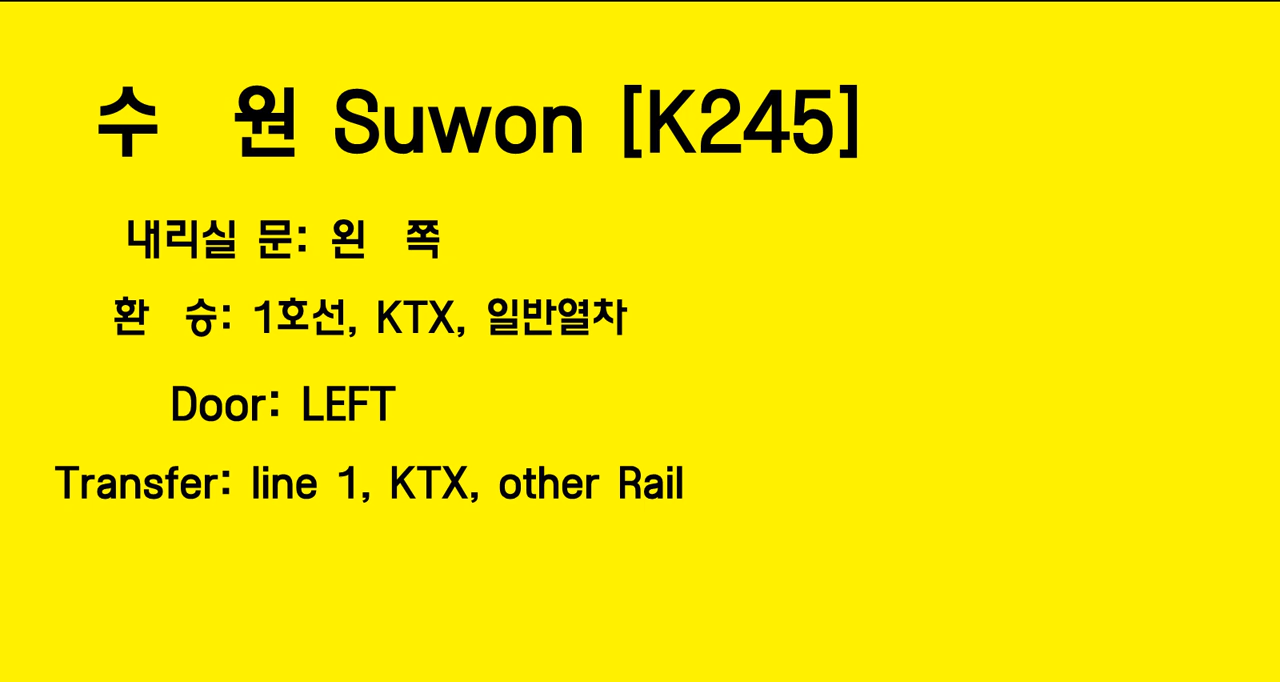 수 원 Suwon [K245]
내리실 문: 왼 쪽
환 승: 1호선, KTX, 일반열차
Door: LEFT
Transfer: line 1, KTX, other Rail